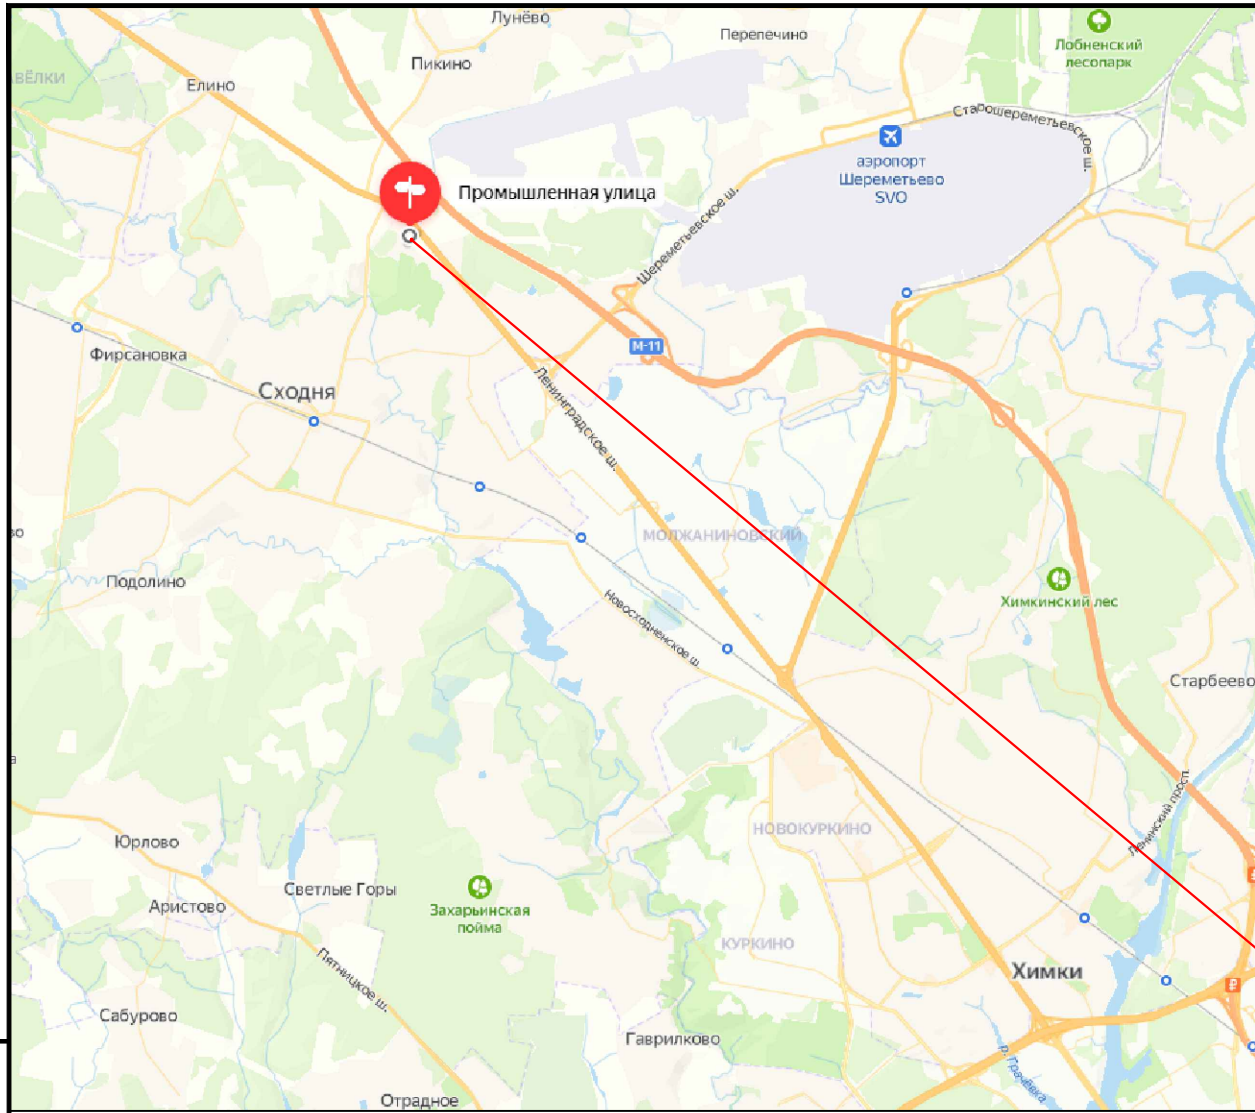 Лунёво
Перепечино
Лобненский
лесопарк
Пикино
ВЁЛКИ
Елино
Старошереметьевское ш.
аэропорт
Шереметьево
SVO
Промышленная улица
Шереметьевское ш.
М-11
Фирсановка
Сходня
Ленинградское ш.
во
МОЛЖАНИНОВСКИЙ
Подолино
Химкинский лес
Новосходненское ш.
Старбеево
а
Ленинский просп.
НОВОКУРКИНО
Юрлово
Светлые Горы
Аристово
Захарьинская
пойма
КУРКИНО
Химки
Пятницкое ш.
Сабурово
Гаврилково
р. Грачёвка
Отрадное